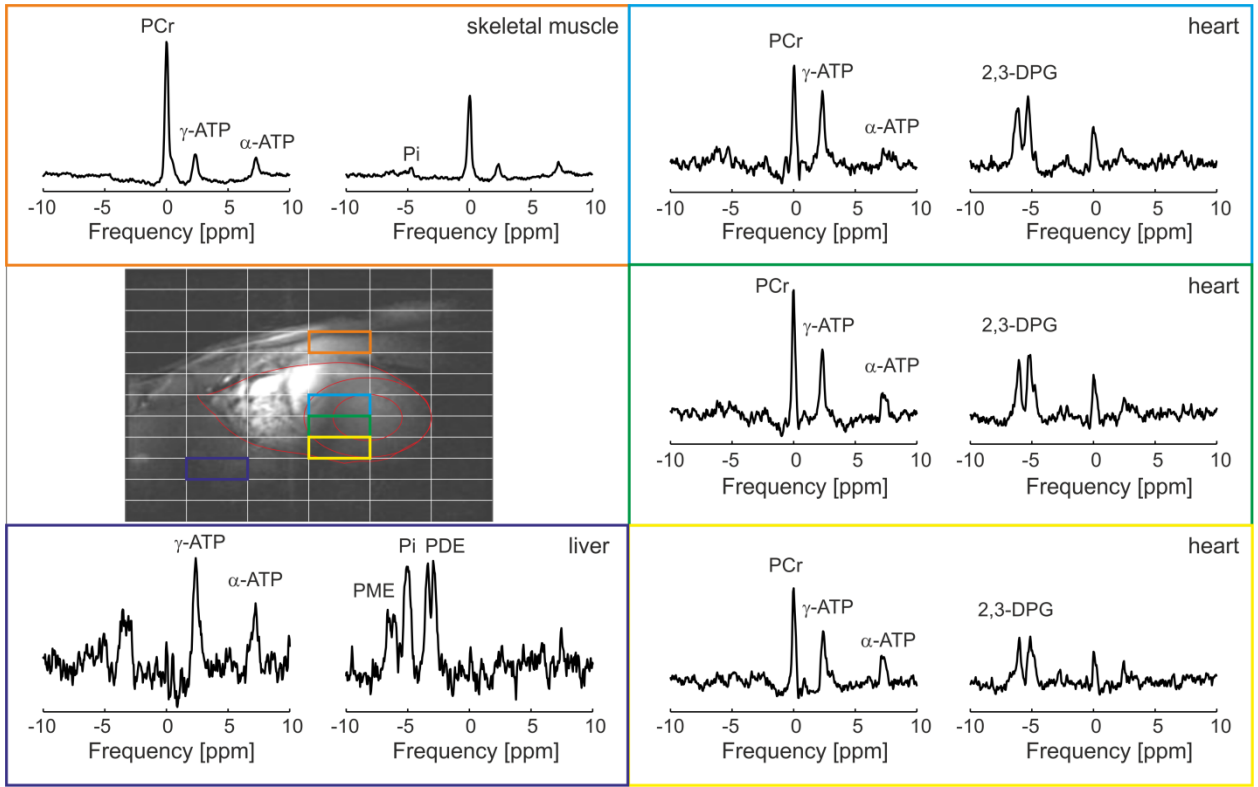 skeletal muscle
PCr
γ-ATP
α-ATP
Pi
-10 -5 0 5 10
-10 -5 0 5 10
Frequency [ppm]
Frequency [ppm]
heart
PCr
γ-ATP
α-ATP
2,3-DPG
-10 -5 0 5 10
-10 -5 0 5 10
Frequency [ppm]
Frequency [ppm]
heart
PCr
γ-ATP
α-ATP
2,3-DPG
-10 -5 0 5 10
-10 -5 0 5 10
Frequency [ppm]
Frequency [ppm]
liver
γ-ATP
α-ATP
Pi PDE
PME
-10 -5 0 5 10
-10 -5 0 5 10
Frequency [ppm]
Frequency [ppm]
heart
PCr
γ-ATP
α-ATP
2,3-DPG
-10 -5 0 5 10
-10 -5 0 5 10
Frequency [ppm]
Frequency [ppm]